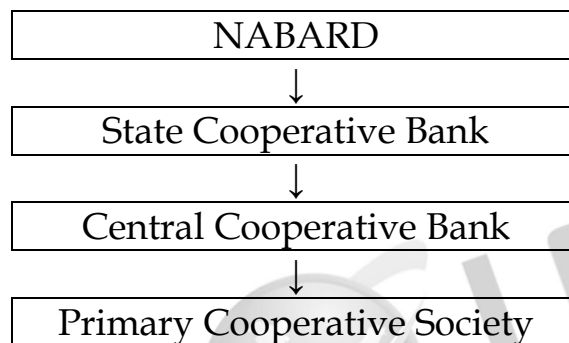 NABARD
↓
State Cooperative Bank
↓
Central Cooperative Bank
↓
Primary Cooperative Society